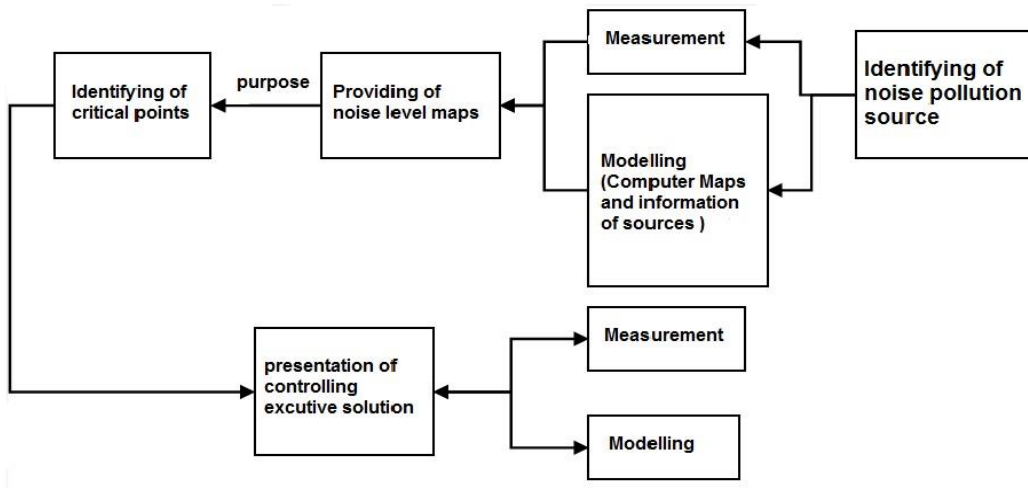 Measurement
Identifying of
noise pollution
source
purpose
Identifying of
critical points
Providing of
noise level maps
Modelling
(Computer Maps
and information
of sources )
presentation of
controlling
excutive solution
Measurement
Modelling